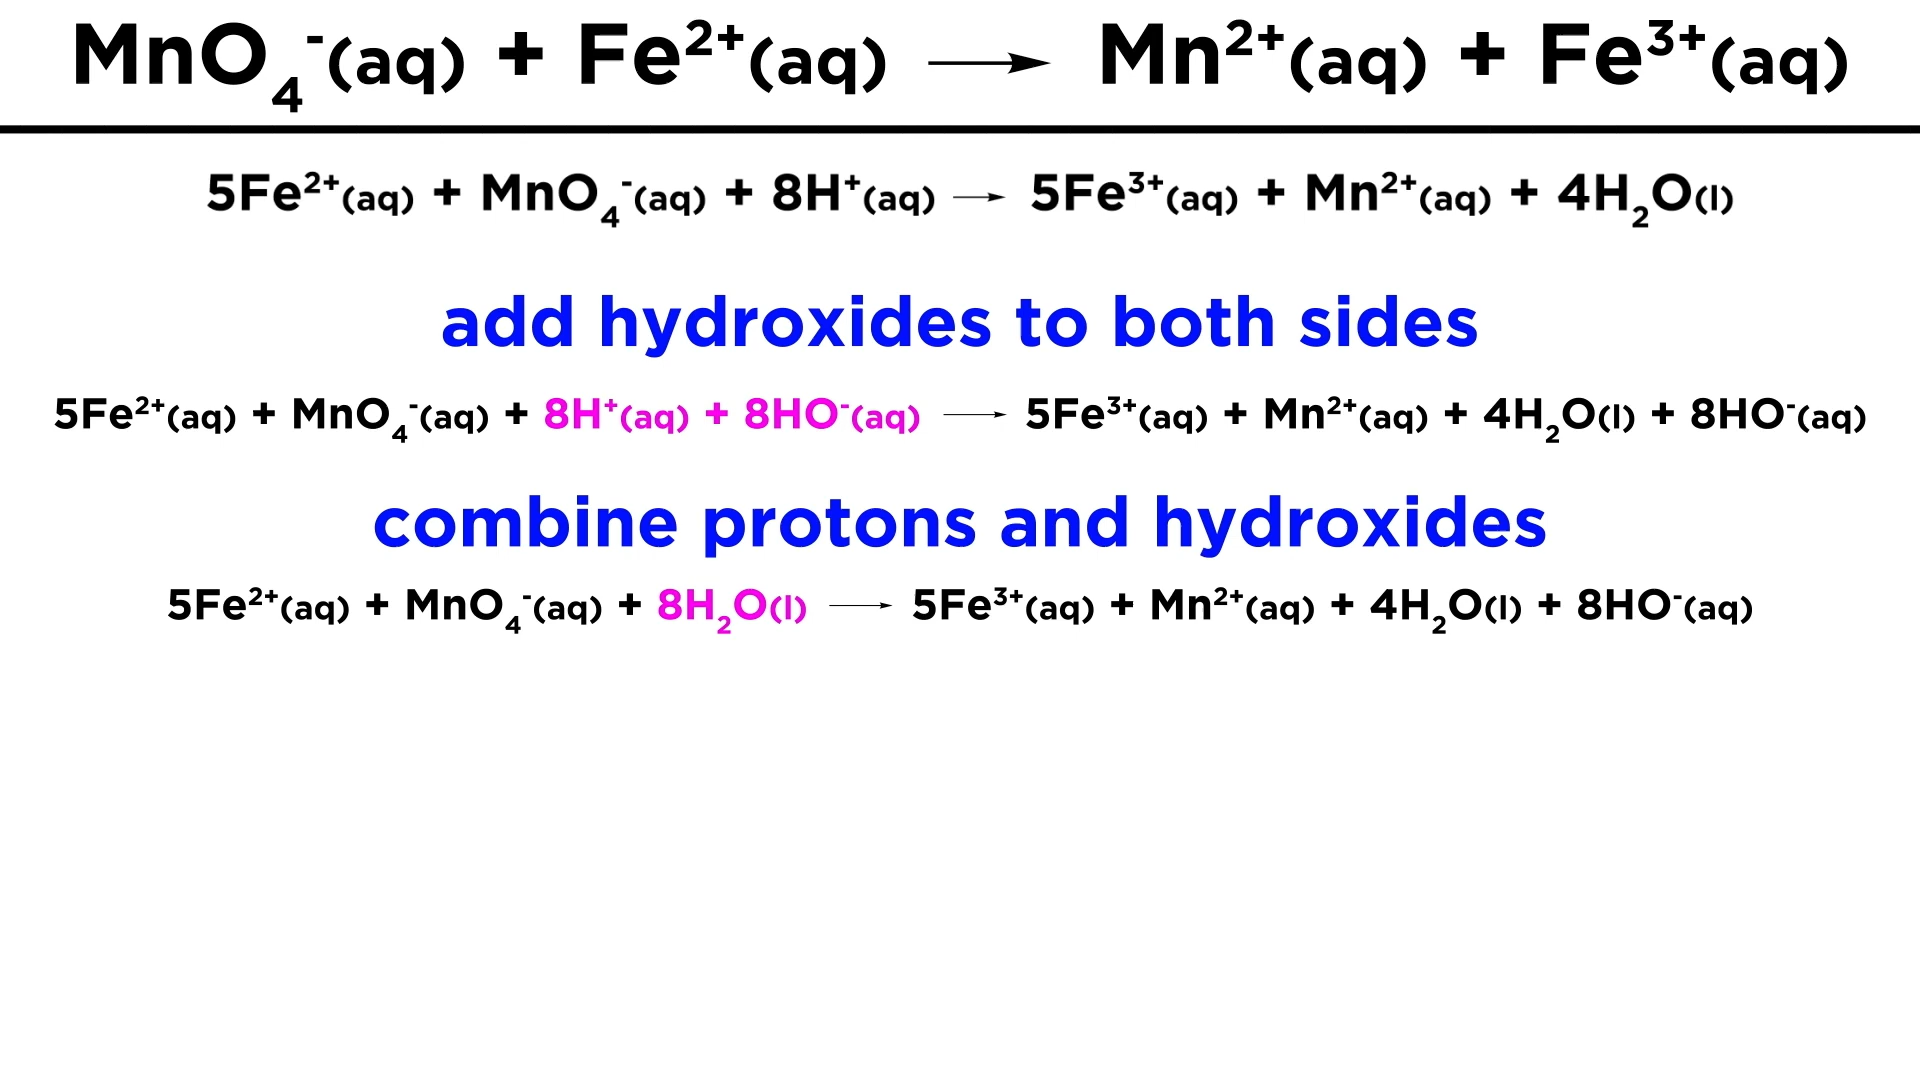 MnO₄⁻(aq) + Fe²⁺(aq) ⟶ Mn²⁺(aq) + Fe³⁺(aq)
5Fe²⁺(aq) + MnO₄⁻(aq) + 8H⁺(aq) ⟶ 5Fe³⁺(aq) + Mn²⁺(aq) + 4H₂O(l)
add hydroxides to both sides
5Fe²⁺(aq) + MnO₄⁻(aq) + 8H⁺(aq) + 8HO⁻(aq) ⟶ 5Fe³⁺(aq) + Mn²⁺(aq) + 4H₂O(l) + 8HO⁻(aq)
combine protons and hydroxides
5Fe²⁺(aq) + MnO₄⁻(aq) + 8H₂O(l) ⟶ 5Fe³⁺(aq) + Mn²⁺(aq) + 4H₂O(l) + 8HO⁻(aq)